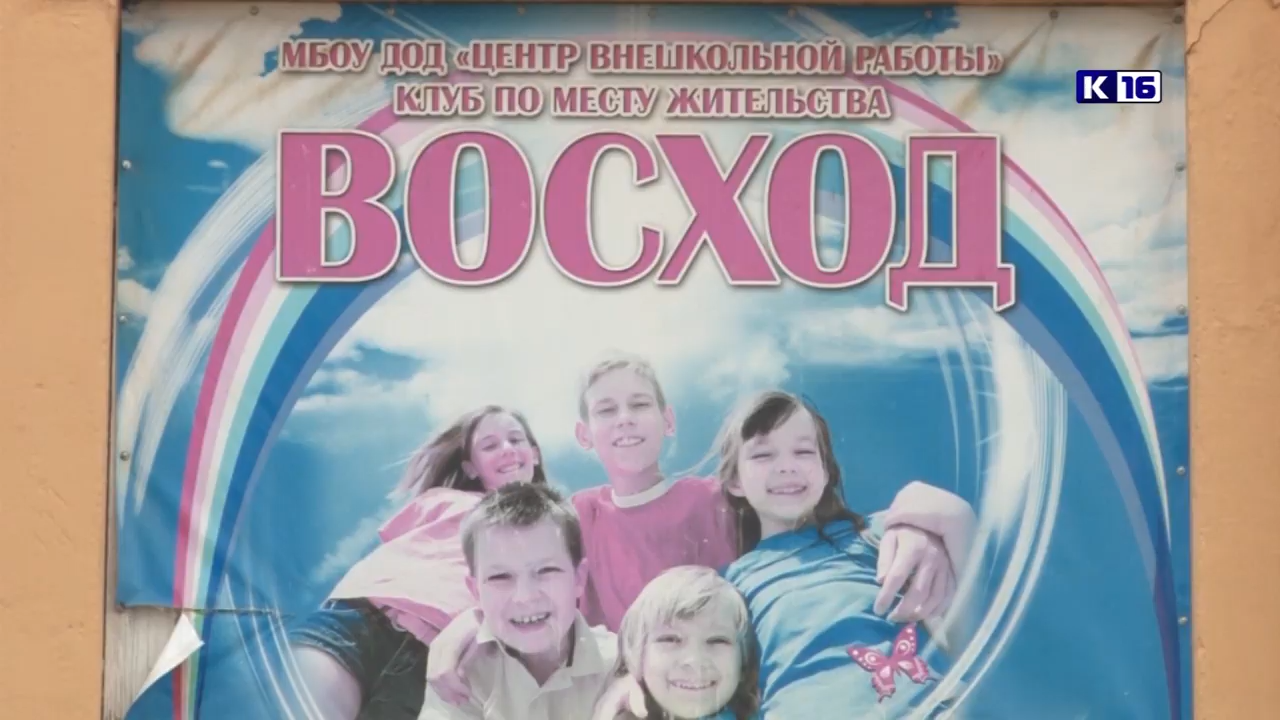 МБОУ ДОД «ЦЕНТР ВНЕШКОЛЬНОЙ РАБОТЫ»
К 16
КЛУБ ПО МЕСТУ ЖИТЕЛЬСТВА
ВОСХОД